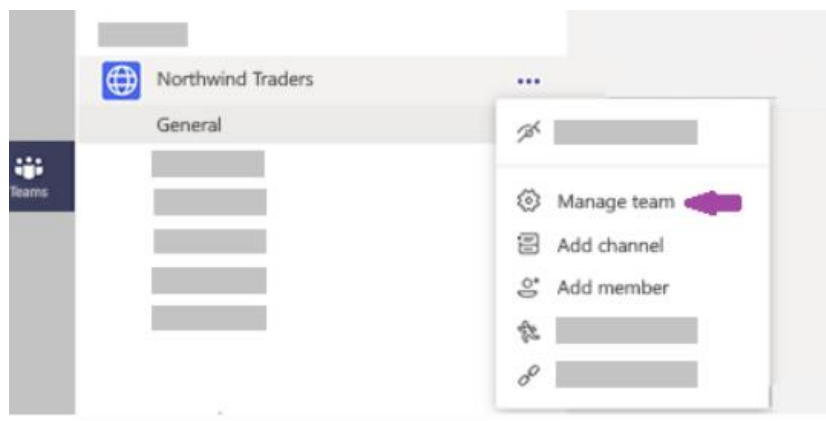 Northwind Traders
General
Teams
Manage team
Add channel
Add member